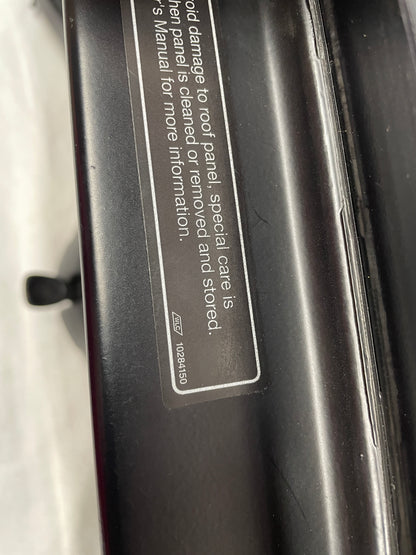 oid damage to roof panel, special care is
hen panel is cleaned or removed and stored.
r's Manual for more information.
10284150